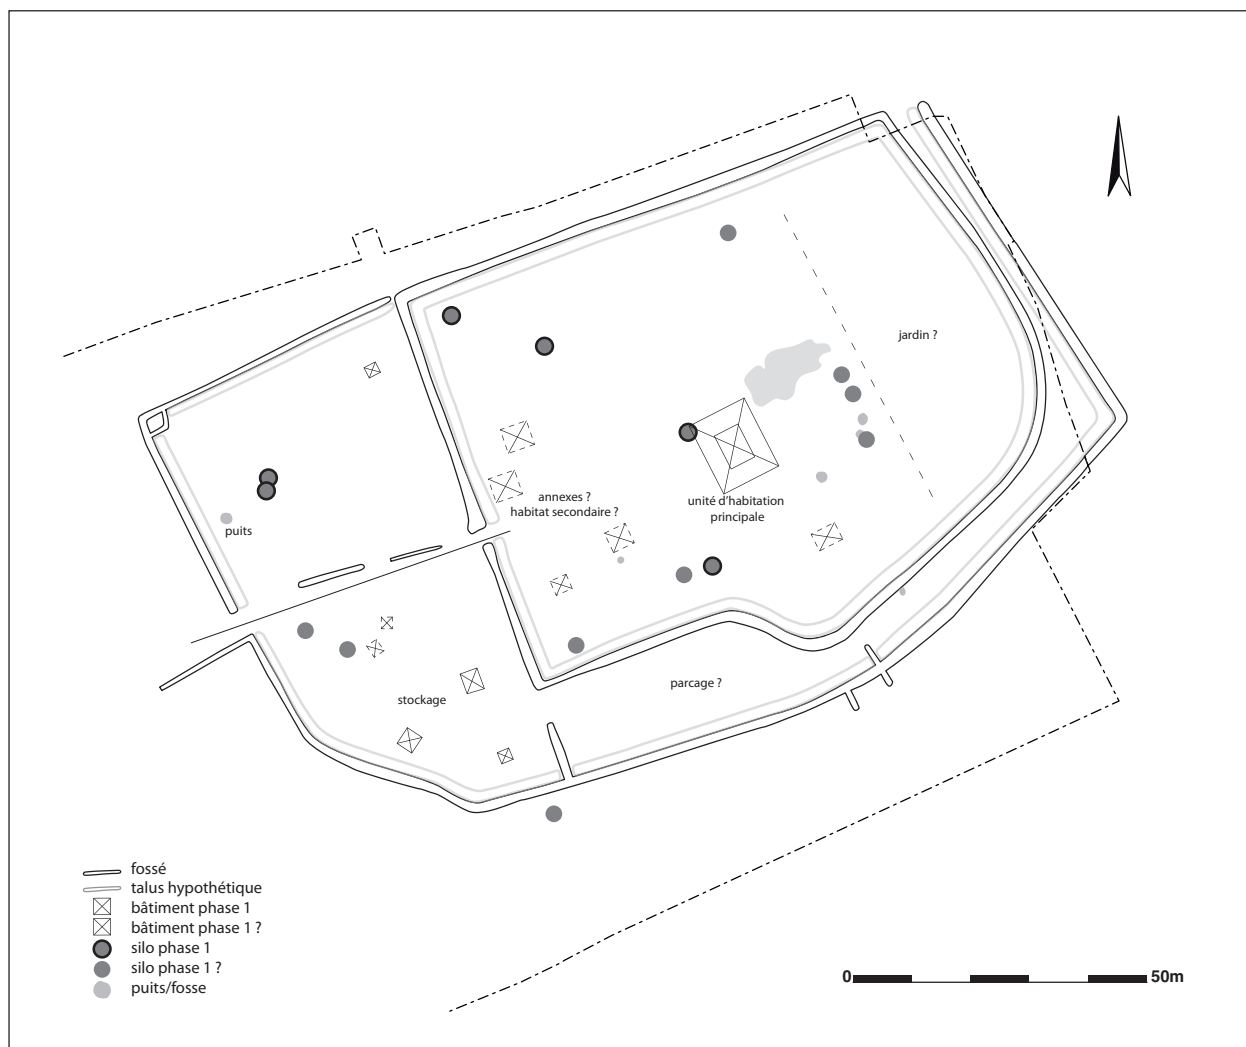 jardin ?
annexes ?
habitat secondaire ?
unité d'habitation
principale
puits
parcage ?
stockage
fossé
talus hypothétique
bâtiment phase 1
bâtiment phase 1 ?
silo phase 1
silo phase 1 ?
puits/fosse
0
50m